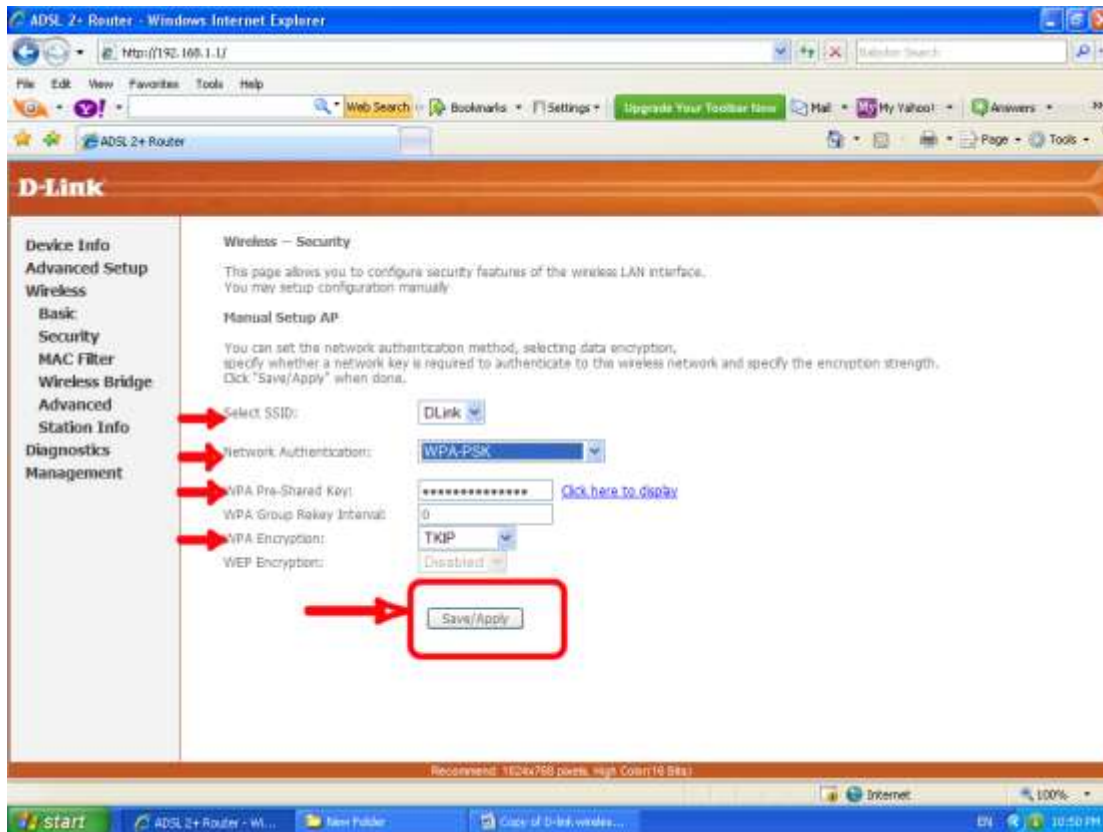 ADSL 2+ Router - Windows Internet Explorer
http://192.168.1.1/
File Edit View Favorites Tools Help
Web Search Bookmarks Settings Upgrade Your Toolbar Now Mail My Yahoo! Answers
ADSL 2+ Router Page Tools
D-Link
Device Info
Advanced Setup
Wireless
Basic
Security
MAC Filter
Wireless Bridge
Advanced
Station Info
Diagnostics
Management
Wireless -- Security
This page allows you to configure security features of the wireless LAN interface.
You may setup configuration manually
Manual Setup AP
You can set the network authentication method, selecting data encryption,
specify whether a network key is required to authenticate to this wireless network and specify the encryption strength.
Click "Save/Apply" when done.
Select SSID: DLink
Network Authentication: WPA-PSK
WPA Pre-Shared Key: •••••••••••••• Click here to display
WPA Group Rekey Interval: 0
WPA Encryption: TKIP
WEP Encryption: Disabled
Save/Apply
Recommend: 1024x768 pixels, High Color(16 Bits)
Internet 100%
start ADSL 2+ Router - Wi... New Folder Copy of D-link wireles... EN 10:50 PM